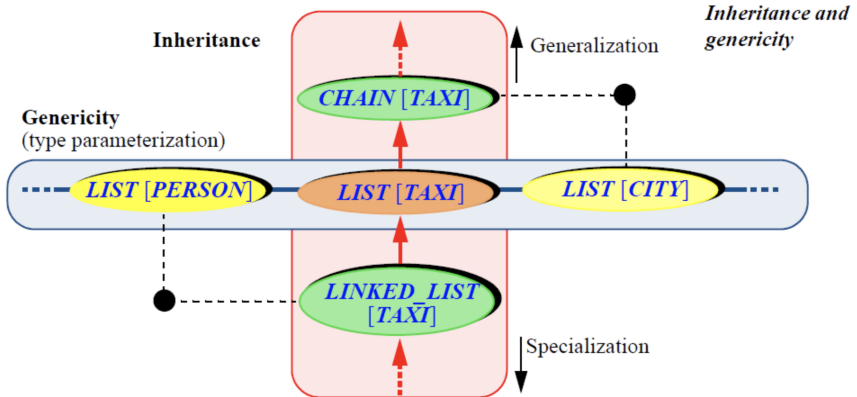 Inheritance and
genericity
Inheritance
Generalization
CHAIN [TAXI]
Genericity
(type parameterization)
LIST [PERSON]
LIST [TAXI]
LIST [CITY]
LINKED_LIST
[TAXI]
Specialization